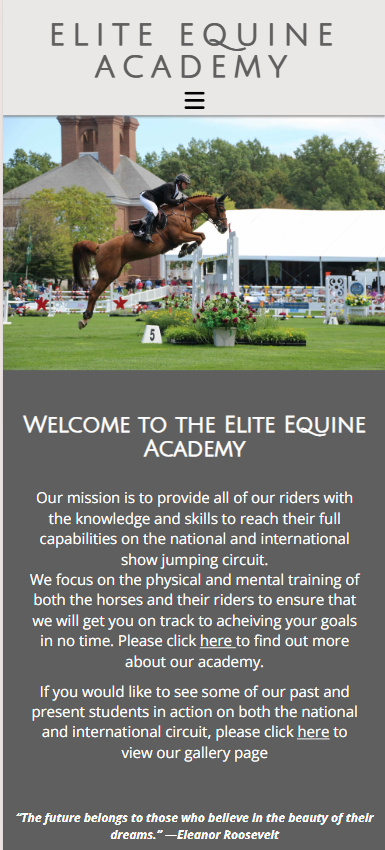 ELITE EQUINE
ACADEMY
5
WELCOME TO THE ELITE EQUINE
ACADEMY
Our mission is to provide all of our riders with
the knowledge and skills to reach their full
capabilities on the national and international
show jumping circuit.
We focus on the physical and mental training of
both the horses and their riders to ensure that
we will get you on track to acheiving your goals
in no time. Please click here to find out more
about our academy.
If you would like to see some of our past and
present students in action on both the national
and international circuit, please click here to
view our gallery page
“The future belongs to those who believe in the beauty of their
dreams.” —Eleanor Roosevelt